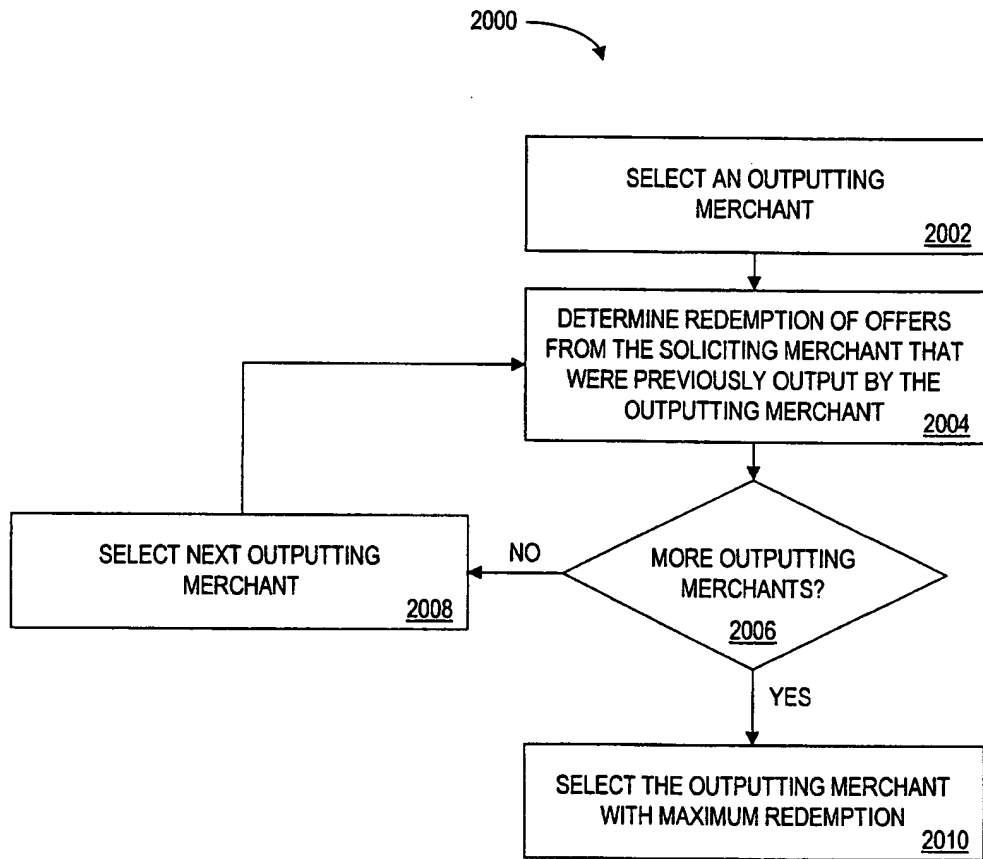 2000
SELECT AN OUTPUTTING
MERCHANT
2002
DETERMINE REDEMPTION OF OFFERS
FROM THE SOLICITING MERCHANT THAT
WERE PREVIOUSLY OUTPUT BY THE
OUTPUTTING MERCHANT
2004
SELECT NEXT OUTPUTTING
MERCHANT
2008
NO
MORE OUTPUTTING
MERCHANTS?
2006
YES
SELECT THE OUTPUTTING MERCHANT
WITH MAXIMUM REDEMPTION
2010